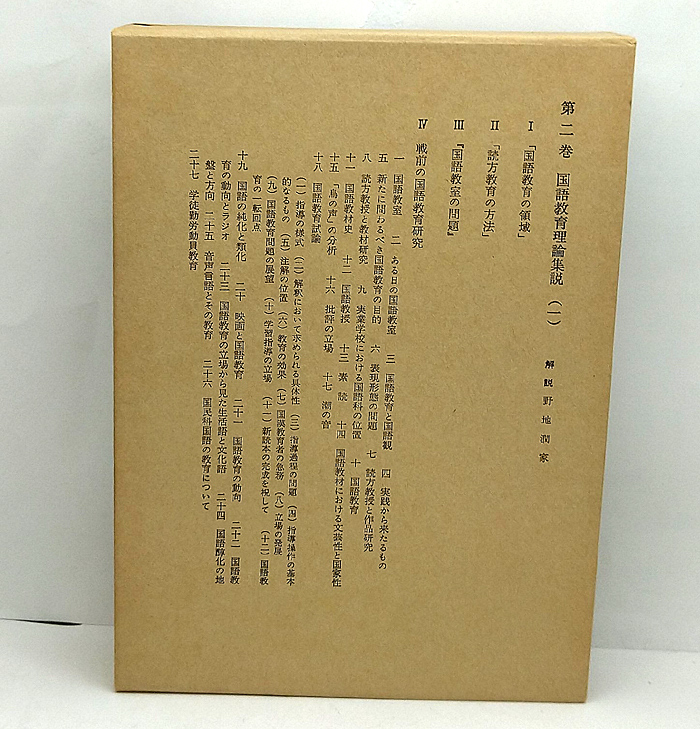 第二巻　国語教育理論集説（一）
解説 野地潤家
Ⅰ　「国語教育の領域」
Ⅱ　「読方教育の方法」
Ⅲ　『国語教室の問題』
Ⅳ　戦前の国語教育研究
一　国語教室　二　ある日の国語教室　三　国語教育と国語観　四　実践から来たるもの
五　新たに問わるべき国語教育の目的　六　表現形態の問題　七　読方教授と作品研究
八　読方教授と教材研究　九　実業学校における国語科の位置　十　国語教育
十一　国語教材史　十二　国語教授　十三　素読　十四　国語教材における文芸性と国家性
十五　「鳥の声」の分析　十六　批評の立場　十七　潮の音
十八　国語教育試論
（一）指導の様式　（二）解釈において求められる具体性　（三）指導過程の問題　（四）指導操作の基本
的なるもの　（五）注解の位置　（六）教育の効果　（七）国漢教育者の急務　（八）立場の発展
（九）国語教育問題の展望　（十）学習指導の立場　（十一）新読本の完成を祝して　（十二）国語教
育の一転回点
十九　国語の純化と類化　二十　映画と国語教育　二十一　国語教育の動向　二十二　国語教
育の動向とラジオ　二十三　国語教育の立場から見た生活語と文化語　二十四　国語醇化の地
盤と方向　二十五　音声言語とその教育　二十六　国民科国語の教育について
二十七　学徒勤労動員教育